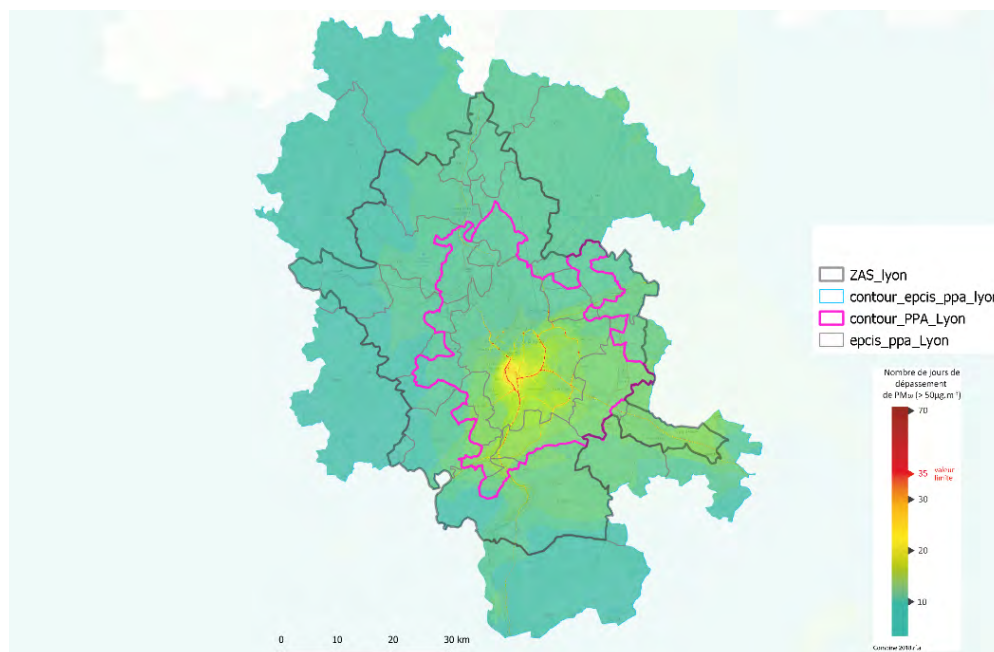 ZAS_lyon
contour_epcis_ppa_lyon
contour_PPA_Lyon
epcis_ppa_Lyon
Nombre de jours de
dépassement
de PM₁₀ (> 50µg.m⁻³)
70
35 valeur
limite
30
20
10
0 10 20 30 km